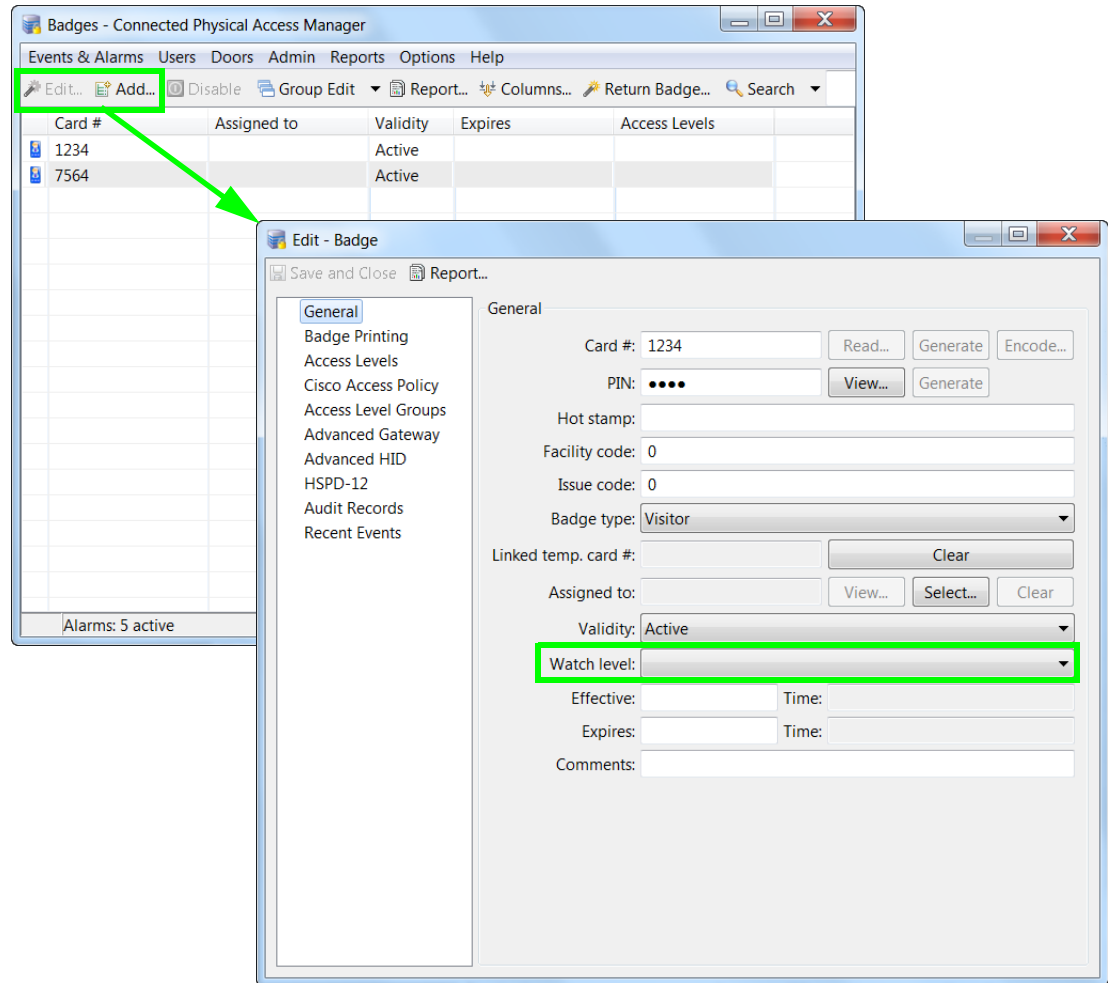 Badges - Connected Physical Access Manager
Events & Alarms Users Doors Admin Reports Options Help
Edit... Add... Disable Group Edit Report... Columns... Return Badge... Search
Card # Assigned to Validity Expires Access Levels
1234 Active
7564 Active
Alarms: 5 active
Edit - Badge
Save and Close Report...
General
Badge Printing
Access Levels
Cisco Access Policy
Access Level Groups
Advanced Gateway
Advanced HID
HSPD-12
Audit Records
Recent Events
General
Card #: 1234 Read... Generate Encode...
PIN: •••• View... Generate
Hot stamp:
Facility code: 0
Issue code: 0
Badge type: Visitor
Linked temp. card #: Clear
Assigned to: View... Select... Clear
Validity: Active
Watch level:
Effective: Time:
Expires: Time:
Comments: